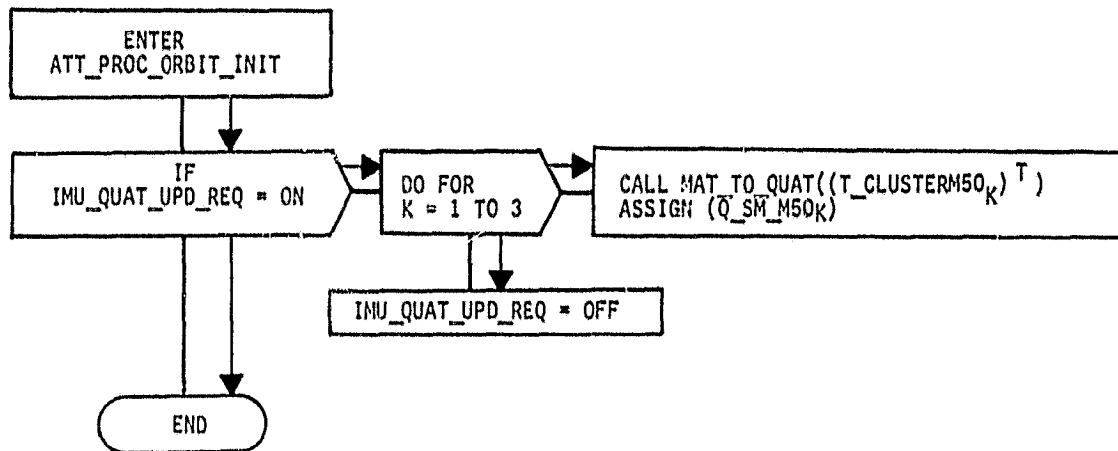 ENTER
ATT_PROC_ORBIT_INIT
IF
IMU_QUAT_UPD_REQ = ON
DO FOR
K = 1 TO 3
CALL MAT_TO_QUAT((T_CLUSTERM50K)T)
ASSIGN (Q_SM_M50K)
IMU_QUAT_UPD_REQ = OFF
END